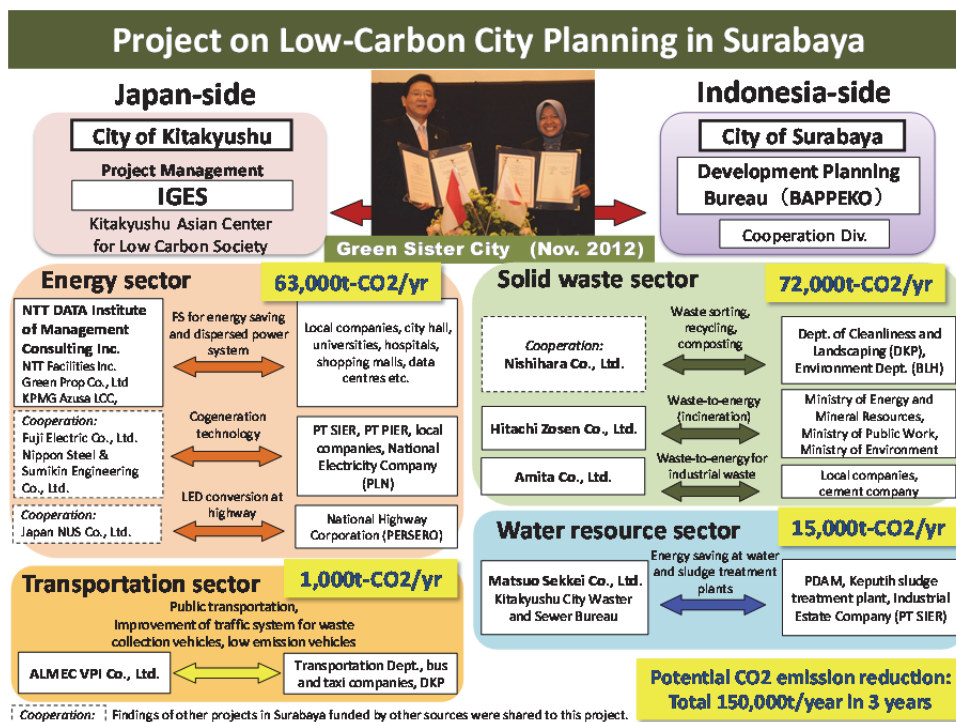 Project on Low-Carbon City Planning in Surabaya
Japan-side
City of Kitakyushu
Project Management
IGES
Kitakyushu Asian Center
for Low Carbon Society
Green Sister City (Nov. 2012)
Indonesia-side
City of Surabaya
Development Planning
Bureau（BAPPEKO）
Cooperation Div.
Energy sector
63,000t-CO2/yr
NTT DATA Institute
of Management
Consulting Inc.
NTT Facilities Inc.
Green Prop Co., Ltd
KPMG Azusa LCC,
FS for energy saving
and dispersed power
system
Local companies, city hall,
universities, hospitals,
shopping malls, data
centres etc.
Cooperation:
Fuji Electric Co., Ltd.
Nippon Steel &
Sumikin Engineering
Co., Ltd.
Cogeneration
technology
PT SIER, PT PIER, local
companies, National
Electricity Company
(PLN)
Cooperation:
Japan NUS Co., Ltd.
LED conversion at
highway
National Highway
Corporation (PERSERO)
Transportation sector
1,000t-CO2/yr
Public transportation,
Improvement of traffic system for waste
collection vehicles, low emission vehicles
ALMEC VPI Co., Ltd.
Transportation Dept., bus
and taxi companies, DKP
Solid waste sector
72,000t-CO2/yr
Cooperation:
Nishihara Co., Ltd.
Waste sorting,
recycling,
composting
Dept. of Cleanliness and
Landscaping (DKP),
Environment Dept. (BLH)
Hitachi Zosen Co., Ltd.
Waste-to-energy
(incineration)
Ministry of Energy and
Mineral Resources,
Ministry of Public Work,
Ministry of Environment
Amita Co., Ltd.
Waste-to-energy for
industrial waste
Local companies,
cement company
Water resource sector
15,000t-CO2/yr
Matsuo Sekkei Co., Ltd.
Kitakyushu City Waster
and Sewer Bureau
Energy saving at water
and sludge treatment
plants
PDAM, Keputih sludge
treatment plant, Industrial
Estate Company (PT SIER)
Potential CO2 emission reduction:
Total 150,000t/year in 3 years
Cooperation: Findings of other projects in Surabaya funded by other sources were shared to this project.